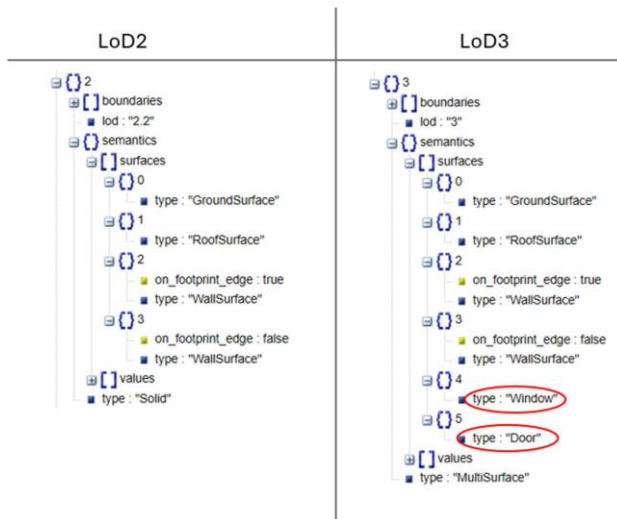 LoD2
{} 2
[] boundaries
lod : "2.2"
{} semantics
[] surfaces
{} 0
type : "GroundSurface"
{} 1
type : "RoofSurface"
{} 2
on_footprint_edge : true
type : "WallSurface"
{} 3
on_footprint_edge : false
type : "WallSurface"
[] values
type : "Solid"
LoD3
{} 3
[] boundaries
lod : "3"
{} semantics
[] surfaces
{} 0
type : "GroundSurface"
{} 1
type : "RoofSurface"
{} 2
on_footprint_edge : true
type : "WallSurface"
{} 3
on_footprint_edge : false
type : "WallSurface"
{} 4
type : "Window"
{} 5
type : "Door"
[] values
type : "MultiSurface"